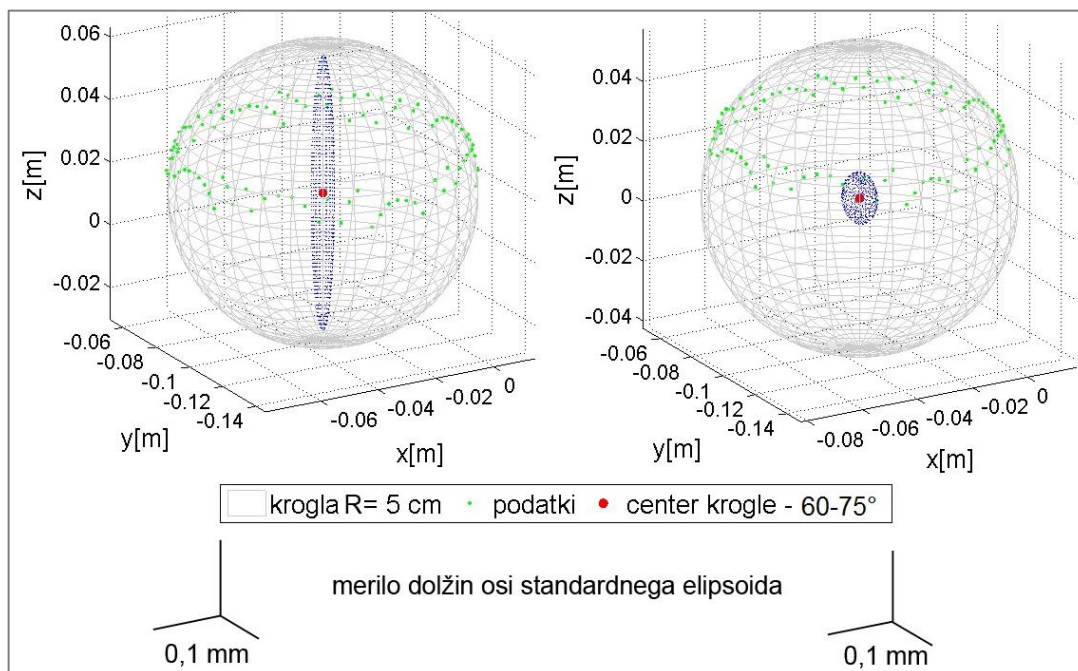 0.06
0.04
0.02
0
-0.02
z[m]
-0.06
-0.08
-0.1
-0.12
-0.14
y[m]
-0.06
-0.04
-0.02
0
x[m]
0.04
0.02
0
-0.02
-0.04
z[m]
-0.06
-0.08
-0.1
-0.12
-0.14
y[m]
-0.08
-0.06
-0.04
-0.02
0
x[m]
krogla R= 5 cm podatki center krogle - 60-75°
merilo dolžin osi standardnega elipsoida
0,1 mm
0,1 mm